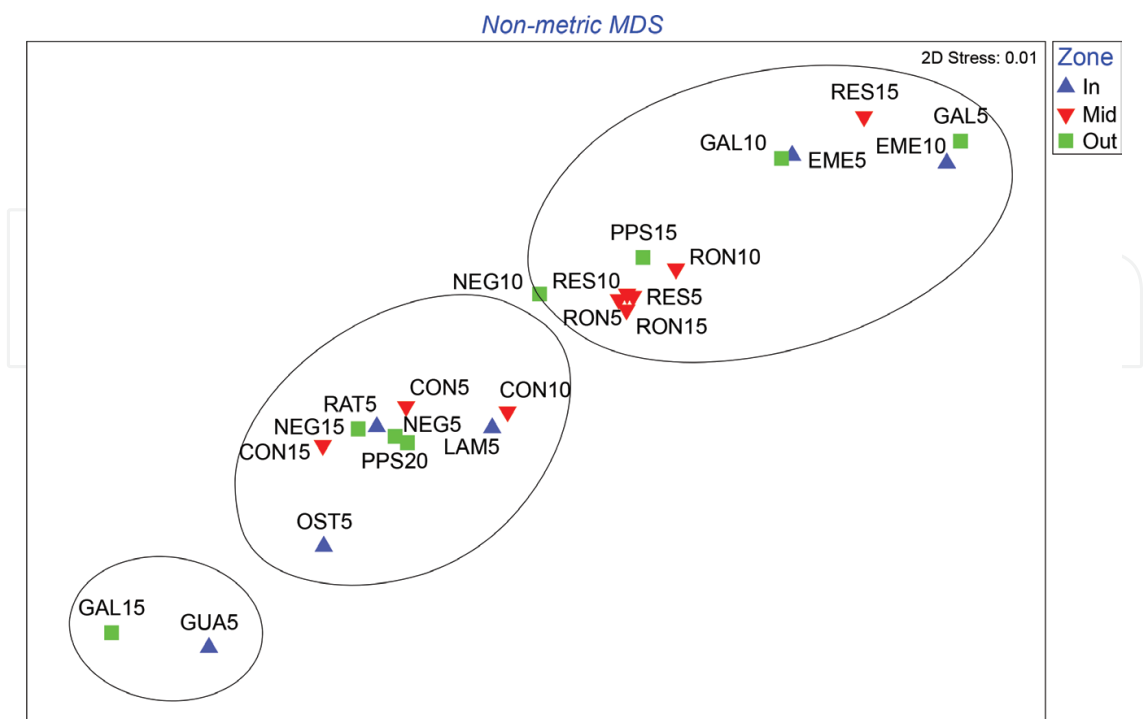 Non-metric MDS
2D Stress: 0.01
Zone
In
Mid
Out
RES15
GAL5
GAL10
EME10
EME5
PPS15
RON10
NEG10
RES10
RES5
RON5
RON15
CON5
CON10
RAT5
NEG15
NEG5
CON15
LAM5
PPS20
OST5
GAL15
GUA5